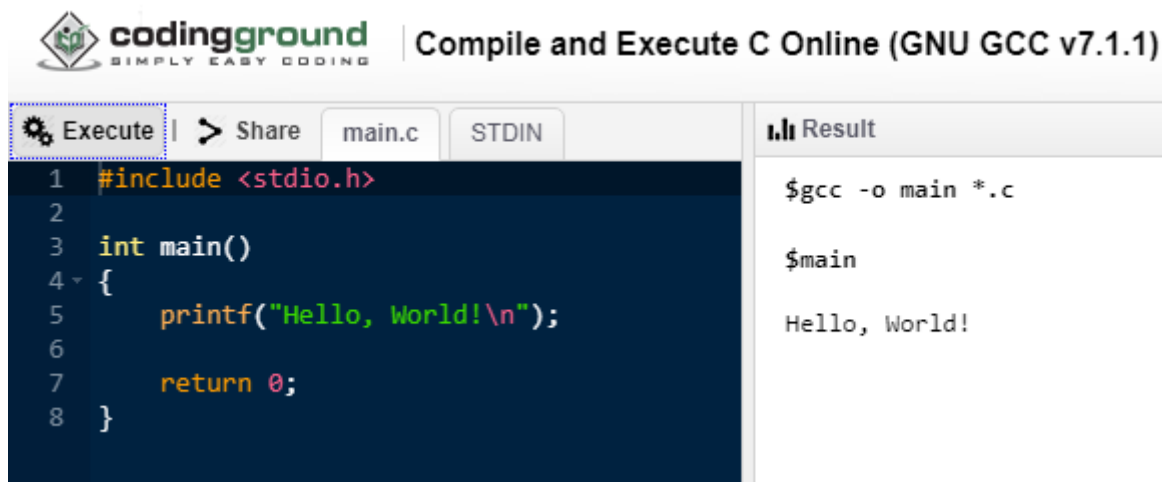 codingground
SIMPLY EASY CODING
Compile and Execute C Online (GNU GCC v7.1.1)
Execute | Share main.c STDIN
Result
1 #include <stdio.h>
2
3 int main()
4 {
5     printf("Hello, World!\n");
6
7     return 0;
8 }
$gcc -o main *.c
$main
Hello, World!